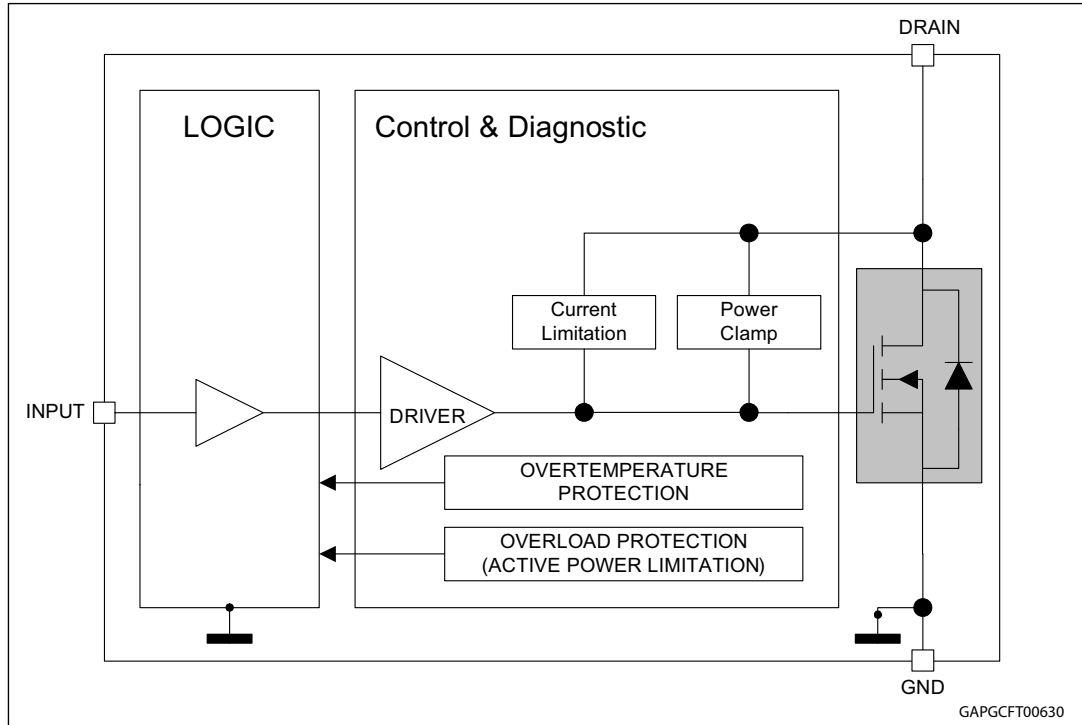 DRAIN
LOGIC
Control & Diagnostic
Current
Limitation
Power
Clamp
INPUT
DRIVER
OVERTEMPERATURE
PROTECTION
OVERLOAD PROTECTION
(ACTIVE POWER LIMITATION)
GND
GAPGCFT00630